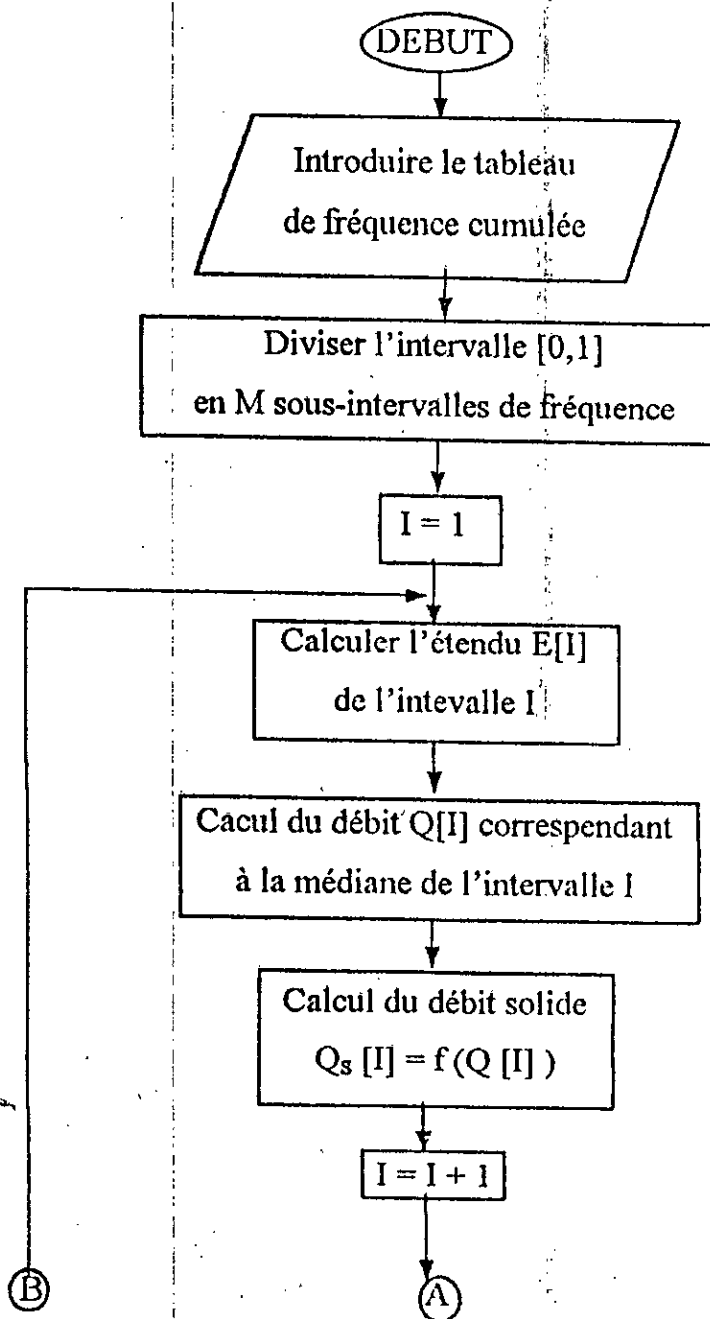 DEBUT
Introduire le tableau
de fréquence cumulée
Diviser l'intervalle [0,1]
en M sous-intervalles de fréquence
I = 1
Calculer l'étendu E[I]
de l'intevalle I
Cacul du débit Q[I] correspendant
à la médiane de l'intervalle I
Calcul du débit solide
Qs [I] = f (Q [I] )
I = I + 1
B
A